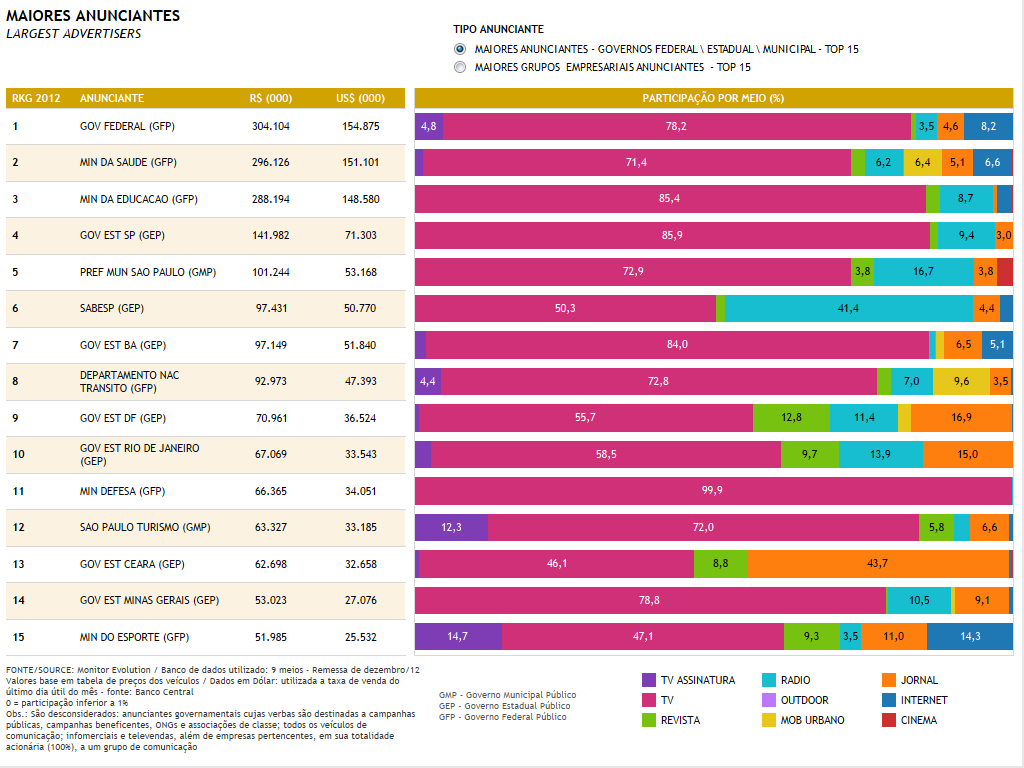 MAIORES ANUNCIANTES
LARGEST ADVERTISERS
TIPO ANUNCIANTE
MAIORES ANUNCIANTES - GOVERNOS FEDERAL \ ESTADUAL \ MUNICIPAL - TOP 15
MAIORES GRUPOS EMPRESARIAIS ANUNCIANTES - TOP 15
RKG 2012 ANUNCIANTE R$ (000) US$ (000) PARTICIPAÇÃO POR MEIO (%)
1 GOV FEDERAL (GFP) 304.104 154.875 4,8 78,2 3,5 4,6 8,2
2 MIN DA SAUDE (GFP) 296.126 151.101 71,4 6,2 6,4 5,1 6,6
3 MIN DA EDUCACAO (GFP) 288.194 148.580 85,4 8,7
4 GOV EST SP (GEP) 141.982 71.303 85,9 9,4 3,0
5 PREF MUN SAO PAULO (GMP) 101.244 53.168 72,9 3,8 16,7 3,8
6 SABESP (GEP) 97.431 50.770 50,3 41,4 4,4
7 GOV EST BA (GEP) 97.149 51.840 84,0 6,5 5,1
8 DEPARTAMENTO NAC
TRANSITO (GFP) 92.973 47.393 4,4 72,8 7,0 9,6 3,5
9 GOV EST DF (GEP) 70.961 36.524 55,7 12,8 11,4 16,9
10 GOV EST RIO DE JANEIRO
(GEP) 67.069 33.543 58,5 9,7 13,9 15,0
11 MIN DEFESA (GFP) 66.365 34.051 99,9
12 SAO PAULO TURISMO (GMP) 63.327 33.185 12,3 72,0 5,8 6,6
13 GOV EST CEARA (GEP) 62.698 32.658 46,1 8,8 43,7
14 GOV EST MINAS GERAIS (GEP) 53.023 27.076 78,8 10,5 9,1
15 MIN DO ESPORTE (GFP) 51.985 25.532 14,7 47,1 9,3 3,5 11,0 14,3
FONTE/SOURCE: Monitor Evolution / Banco de dados utilizado: 9 meios - Remessa de dezembro/12
Valores base em tabela de preços dos veículos / Dados em Dólar: utilizada a taxa de venda do
último dia útil do mês - fonte: Banco Central
0 = participação inferior a 1%
Obs.: São desconsiderados: anunciantes governamentais cujas verbas são destinadas a campanhas
públicas, campanhas beneficentes, ONGs e associações de classe; todos os veículos de
comunicação; infomerciais e televendas, além de empresas pertencentes, em sua totalidade
acionária (100%), a um grupo de comunicação
GMP - Governo Municipal Público
GEP - Governo Estadual Público
GFP - Governo Federal Público
TV ASSINATURA RADIO JORNAL
TV OUTDOOR INTERNET
REVISTA MOB URBANO CINEMA